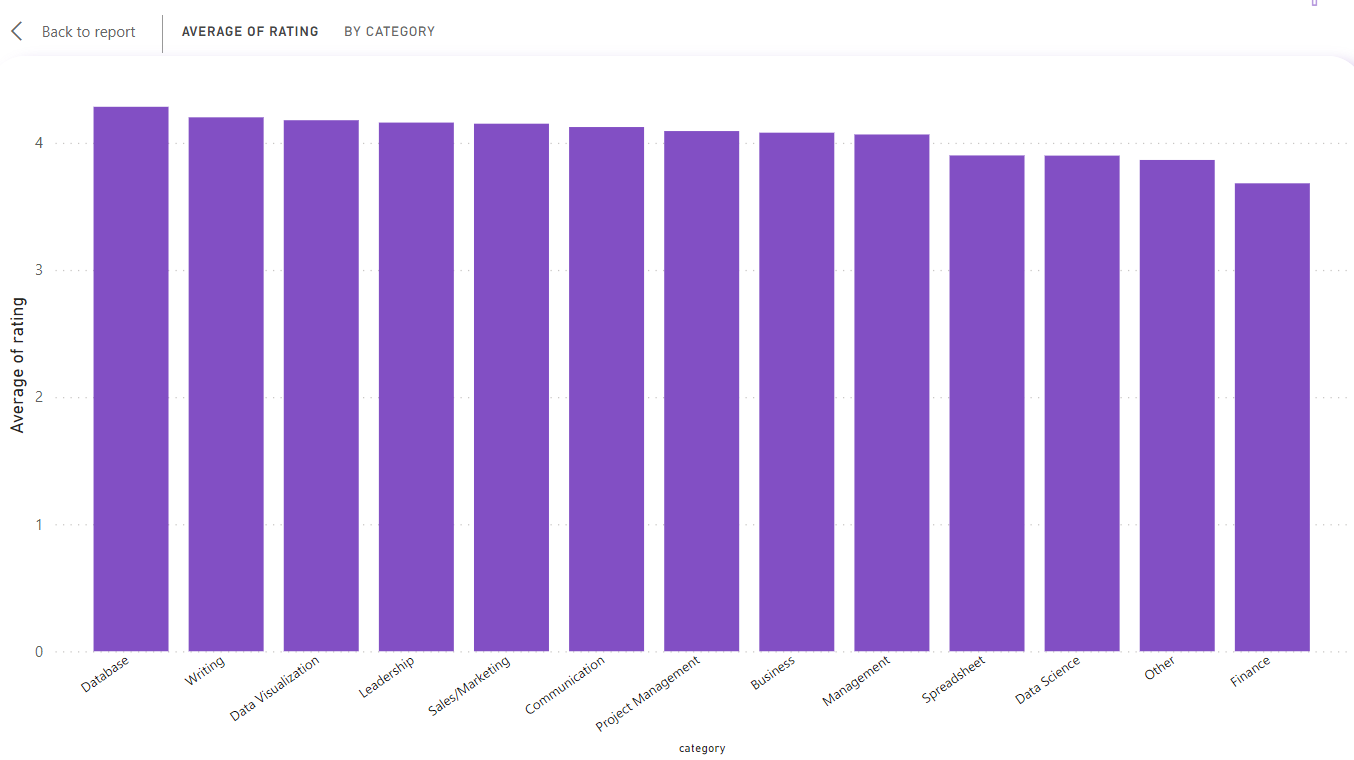 Back to report
AVERAGE OF RATING
BY CATEGORY
Average of rating
4
3
2
1
0
Database
Writing
Data Visualization
Leadership
Sales/Marketing
Communication
Project Management
Business
Management
Spreadsheet
Data Science
Other
Finance
category